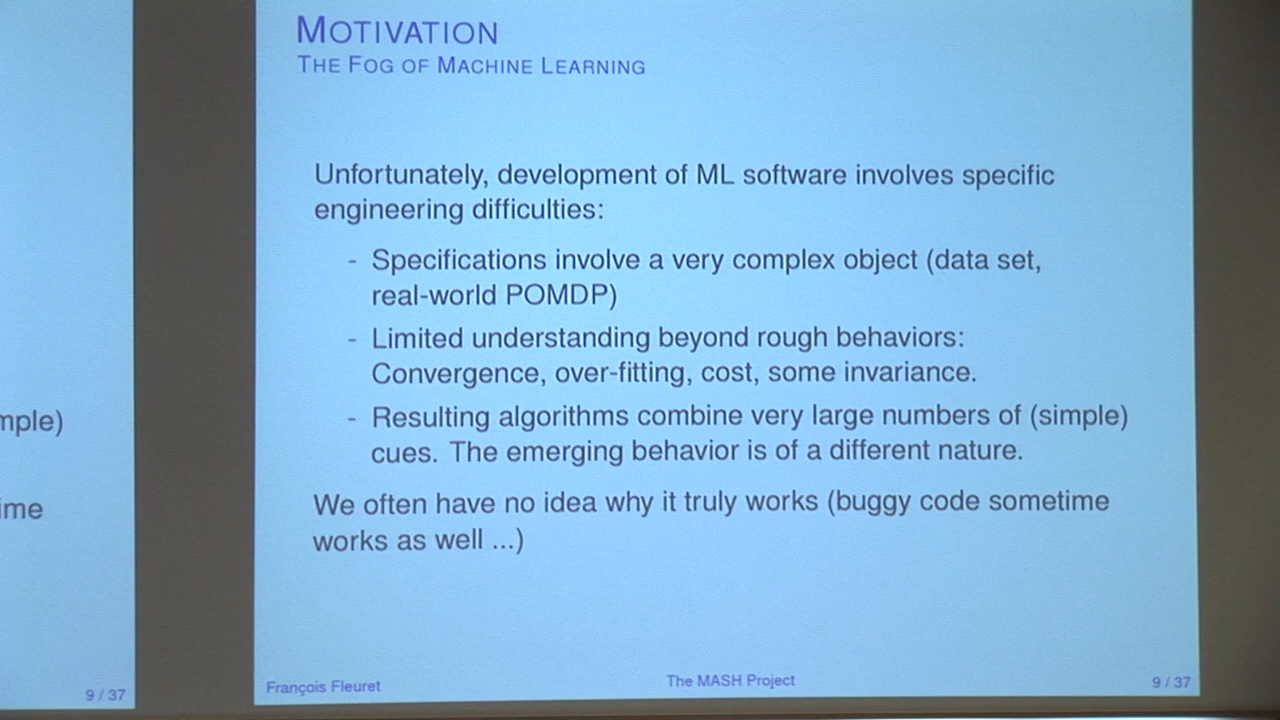 MOTIVATION
THE FOG OF MACHINE LEARNING
Unfortunately, development of ML software involves specific
engineering difficulties:
- Specifications involve a very complex object (data set,
real-world POMDP)
- Limited understanding beyond rough behaviors:
Convergence, over-fitting, cost, some invariance.
- Resulting algorithms combine very large numbers of (simple)
cues. The emerging behavior is of a different nature.
We often have no idea why it truly works (buggy code sometime
works as well ...)
François Fleuret
The MASH Project
9 / 37
mple)
ime
9 / 37